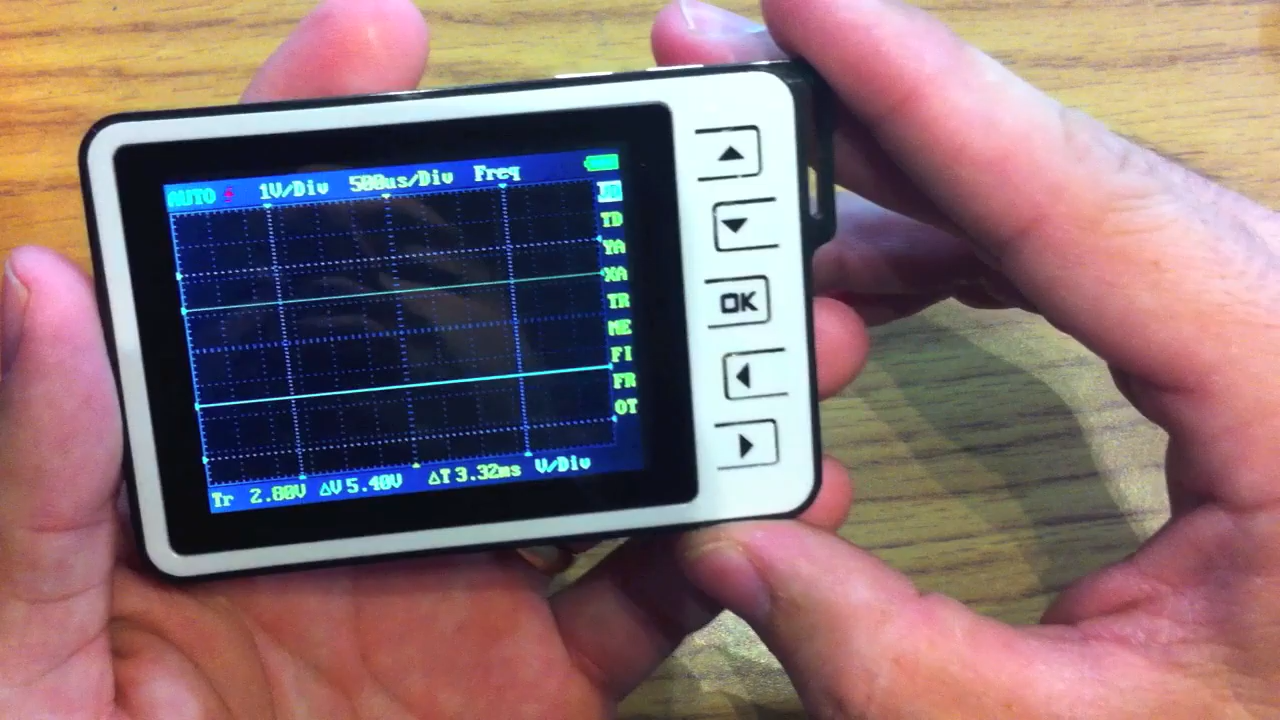 AUTO 1V/Div 500us/Div Freq
TD
YA
XA
TR
ME
FI
FR
OT
OK
Tr 2.80V ΔV 5.40V ΔT 3.32ms V/Div